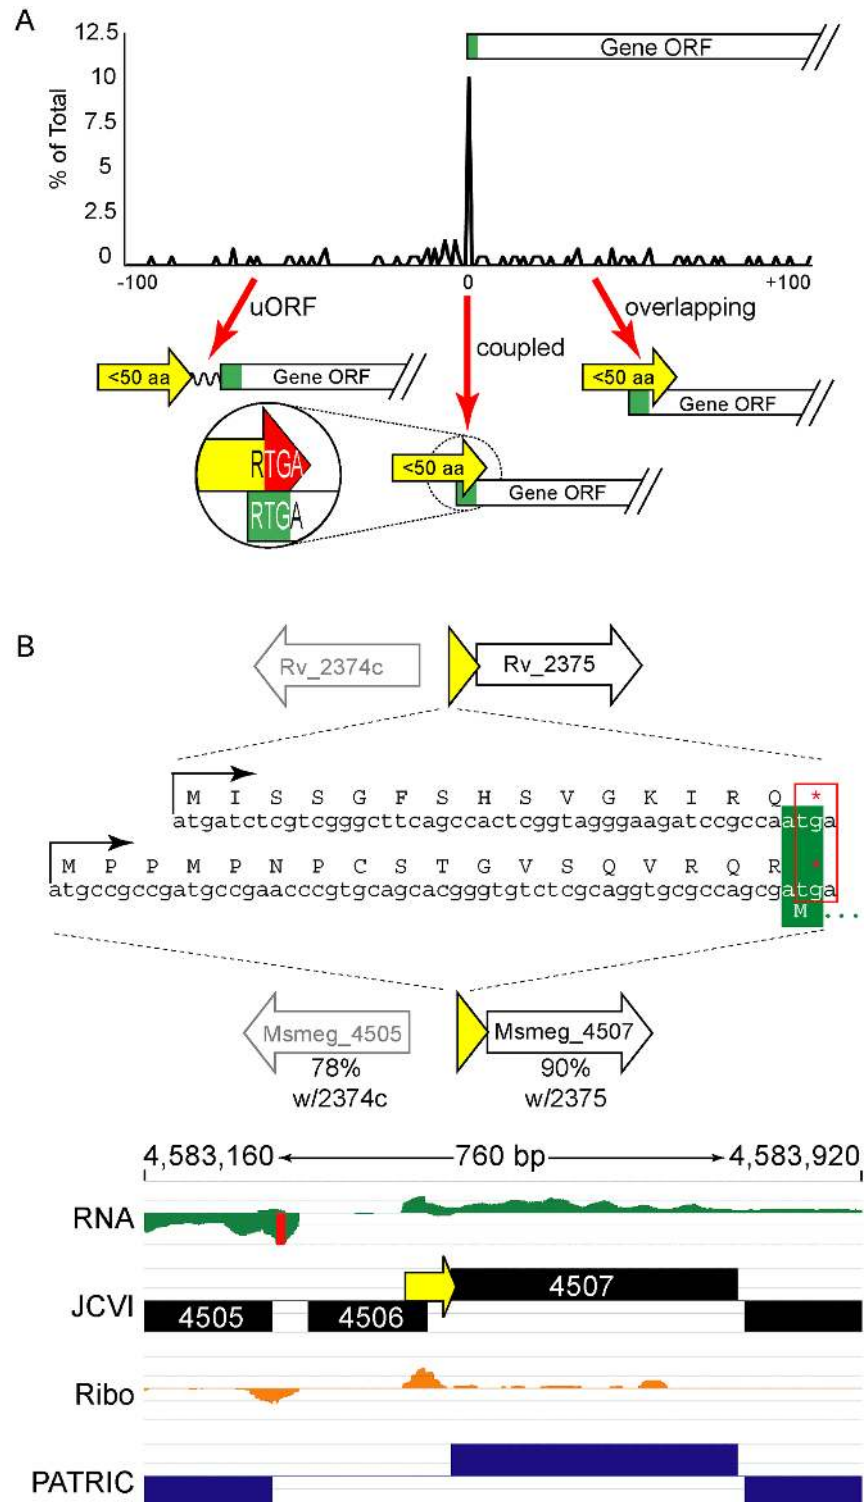 A
12.5
10
7.5
5
2.5
0
% of Total
Gene ORF
-100
0
+100
uORF
coupled
overlapping
<50 aa
Gene ORF
<50 aa
Gene ORF
RTGA
RTGA
<50 aa
Gene ORF
B
Rv_2374c
Rv_2375
M I S S G F S H S V G K I R Q *
atgatctcgtcgggcttcagccactcggtagggaagatccgccaatga
M P P M P N P C S T G V S Q V R Q R *
atgccgccgatgccgaacccgtgcagcacgggtgtctcgcaggtgcgccagcgatga
M ...
Msmeg_4505
Msmeg_4507
78%
w/2374c
90%
w/2375
4,583,160
760 bp
4,583,920
RNA
JCVI
4505
4506
4507
Ribo
PATRIC